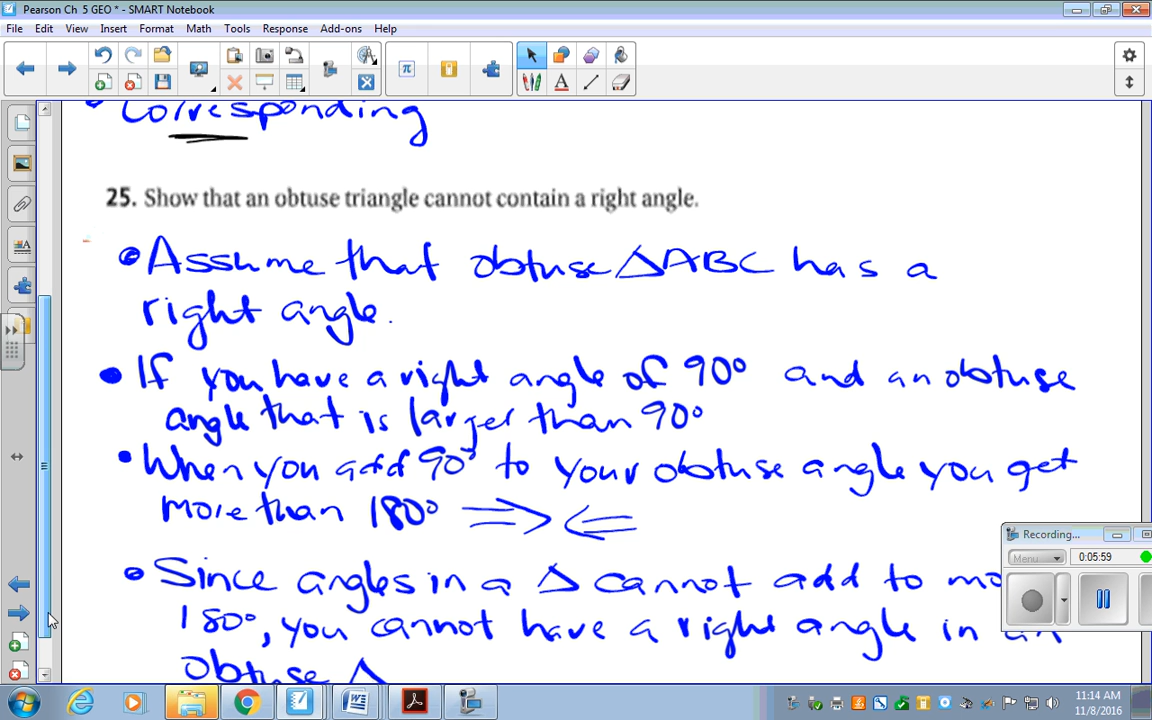 Pearson Ch 5 GEO * - SMART Notebook
File Edit View Insert Format Math Tools Response Add-ons Help
• Corresponding
25. Show that an obtuse triangle cannot contain a right angle.
• Assume that obtuse △ABC has a
right angle.
• If you have a right angle of 90° and an obtuse
angle that is larger than 90°
• When you add 90° to your obtuse angle you get
more than 180° ⇒⇐
Recording...
Menu
0:05:59
• Since angles in a △ cannot add to mo
180°, you cannot have a right angle in an
obtuse △
11:14 AM
11/8/2016